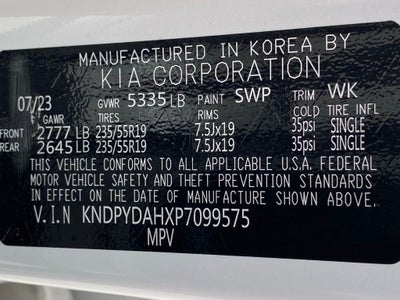 MANUFACTURED IN KOREA BY
KIA CORPORATION
07/23 GVWR 5335 LB PAINT SWP TRIM WK
GAWR TIRES RIMS COLD TIRE INFL
FRONT 2777 LB 235/55R19 7.5Jx19 35psi SINGLE
REAR 2645 LB 235/55R19 7.5Jx19 35psi SINGLE
THIS VEHICLE CONFORMS TO ALL APPLICABLE U.S.A. FEDERAL
MOTOR VEHICLE SAFETY AND THEFT PREVENTION STANDARDS
IN EFFECT ON THE DATE OF MANUFACTURE SHOWN ABOVE.
V.I.N KNDPYDAHXP7099575
MPV